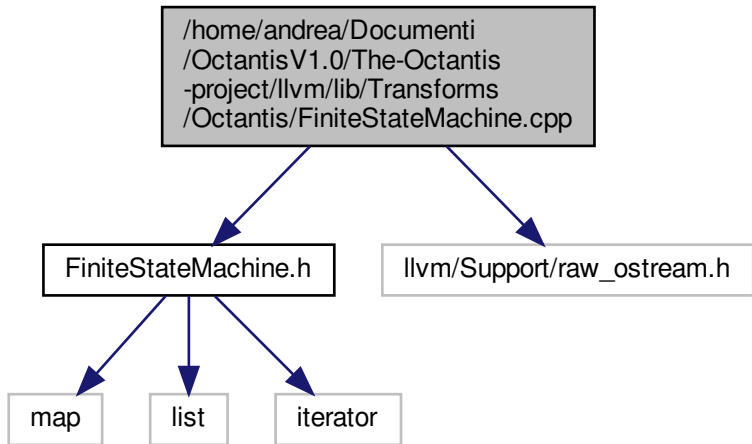 /home/andrea/Documenti
/OctantisV1.0/The-Octantis
-project/llvm/lib/Transforms
/Octantis/FiniteStateMachine.cpp
FiniteStateMachine.h
llvm/Support/raw_ostream.h
map
list
iterator